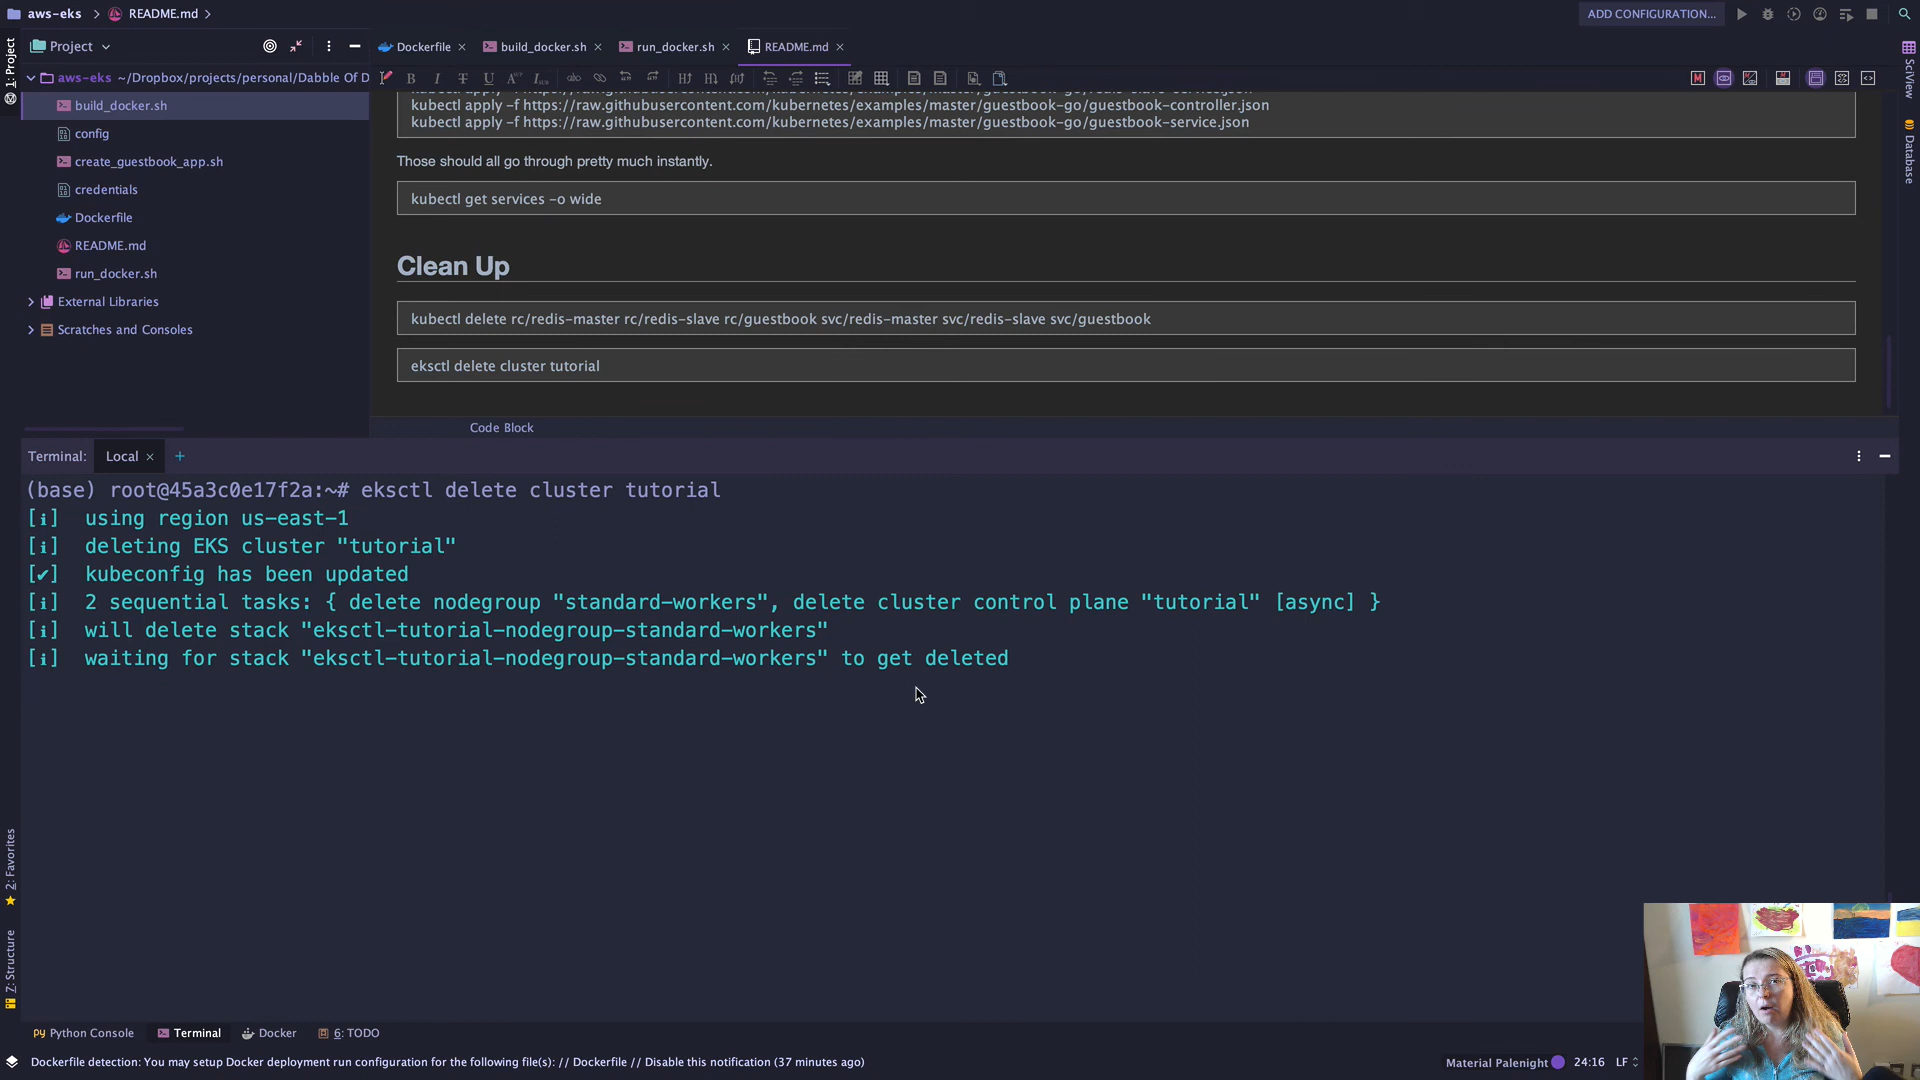 aws-eks
README.md
ADD CONFIGURATION...
1: Project
Project
Dockerfile
build_docker.sh
run_docker.sh
README.md
aws-eks ~/Dropbox/projects/personal/Dabble Of D
build_docker.sh
config
create_guestbook_app.sh
credentials
Dockerfile
README.md
run_docker.sh
External Libraries
Scratches and Consoles
kubectl apply -f https://raw.githubusercontent.com/kubernetes/examples/master/guestbook-go/guestbook-controller.json
kubectl apply -f https://raw.githubusercontent.com/kubernetes/examples/master/guestbook-go/guestbook-service.json
Those should all go through pretty much instantly.
kubectl get services -o wide
Clean Up
kubectl delete rc/redis-master rc/redis-slave rc/guestbook svc/redis-master svc/redis-slave svc/guestbook
eksctl delete cluster tutorial
Code Block
SciView
Database
Terminal:
Local
+
(base) root@45a3c0e17f2a:~# eksctl delete cluster tutorial
[i] using region us-east-1
[i] deleting EKS cluster "tutorial"
[✔] kubeconfig has been updated
[i] 2 sequential tasks: { delete nodegroup "standard-workers", delete cluster control plane "tutorial" [async] }
[i] will delete stack "eksctl-tutorial-nodegroup-standard-workers"
[i] waiting for stack "eksctl-tutorial-nodegroup-standard-workers" to get deleted
2: Favorites
Z: Structure
Python Console
Terminal
Docker
6: TODO
Dockerfile detection: You may setup Docker deployment run configuration for the following file(s): // Dockerfile // Disable this notification (37 minutes ago)
Material Palenight
24:16
LF